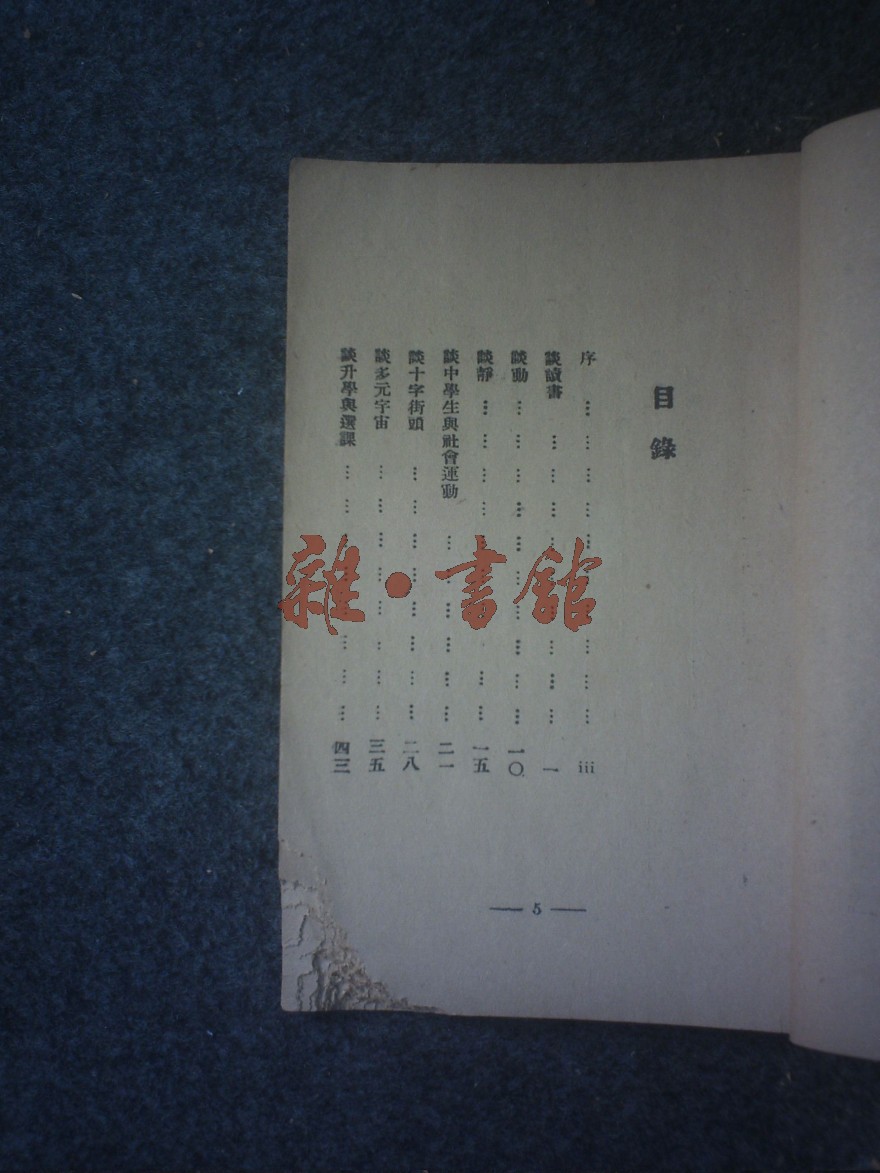 目錄
序 … … … … … … … … … … iii
談讀書 … … … … … … … … … 一
談動 … … … … … … … … … … 一〇
談靜 … … … … … … … … … … 一五
談中學生與社會運動 … … … … … … 二一
談十字街頭 … … … … … … … … 二八
談多元宇宙 … … … … … … … … 三五
談升學與選課 … … … … … … … … 四三
— 5 —
雜·書館